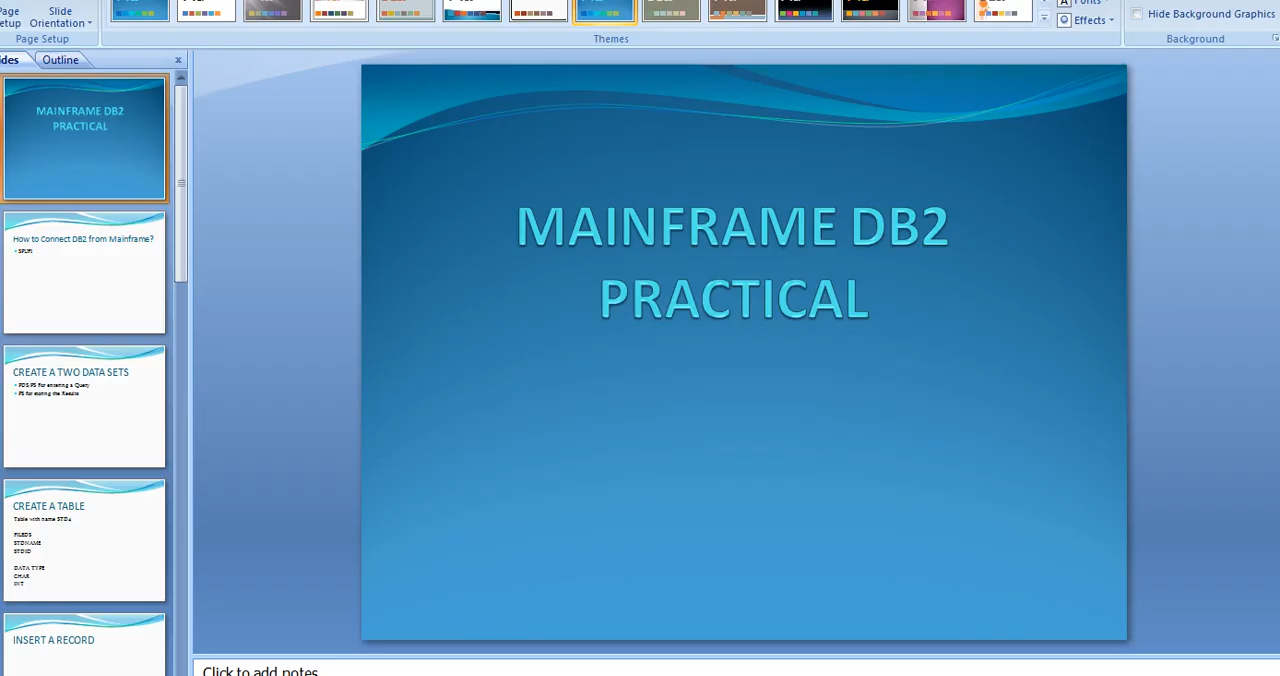 Page
Setup
Slide
Orientation
Page Setup
Themes
Fonts
Effects
Hide Background Graphics
Background
Outline
MAINFRAME DB2
PRACTICAL
How to Connect DB2 from Mainframe?
SPUFI
CREATE A TWO DATA SETS
PDS/PS For entering a Query
PS for storing the Results
CREATE A TABLE
Table with name STD4
FILEDS
STDNAME
STDID
DATA TYPE
CHAR
INT
INSERT A RECORD
MAINFRAME DB2
PRACTICAL
Click to add notes